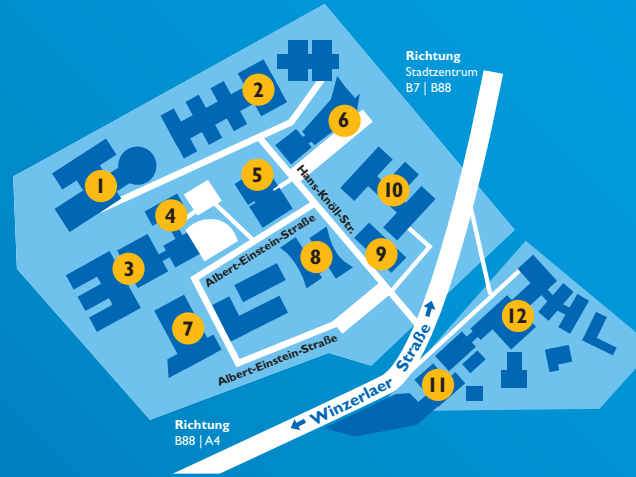 Richtung
Stadtzentrum
B7 | B88
2
6
1
5
10
Hans-Knöll-Str.
4
Albert-Einstein-Straße
9
8
3
12
7
Albert-Einstein-Straße
11
Winzerlaer Straße
Richtung
B88 | A4